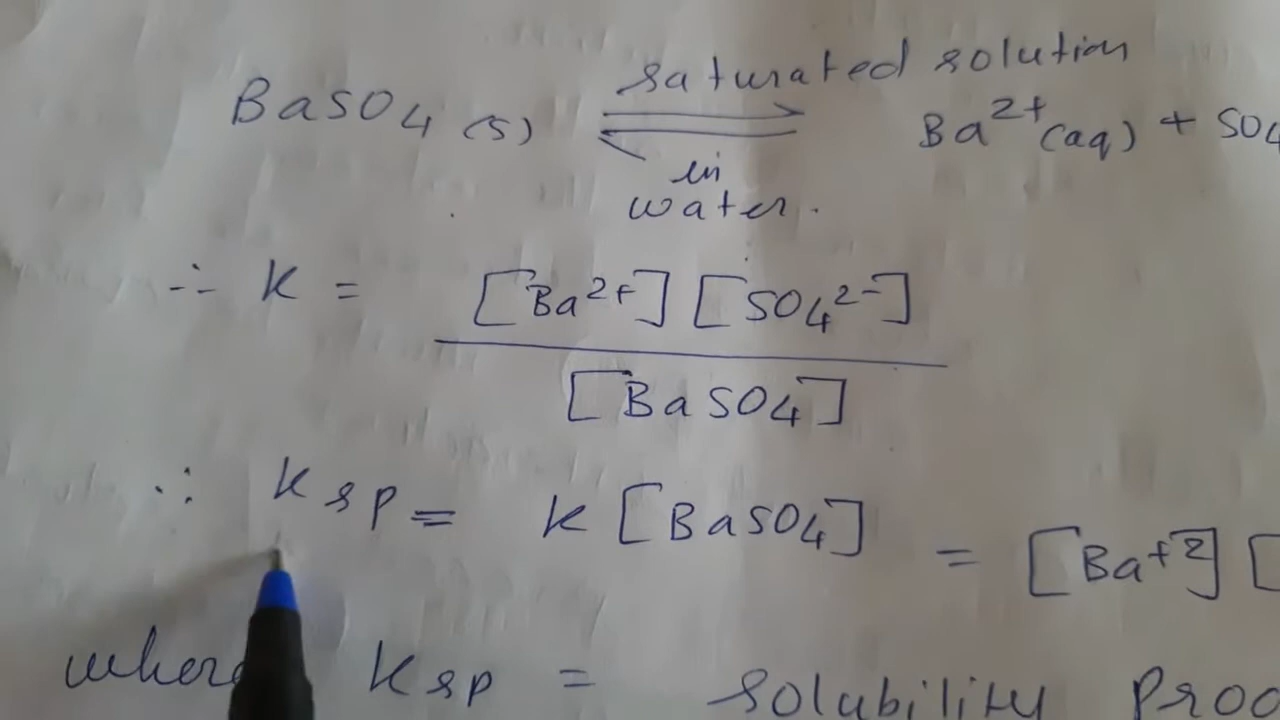 saturated solution
BaSO4 (s) ⇌ Ba2+ (aq) + SO4
in
water.
∴ K = [Ba2+] [SO42-]
[BaSO4]
∴ Ksp = K [BaSO4] = [Ba+2] [
where Ksp = solubility